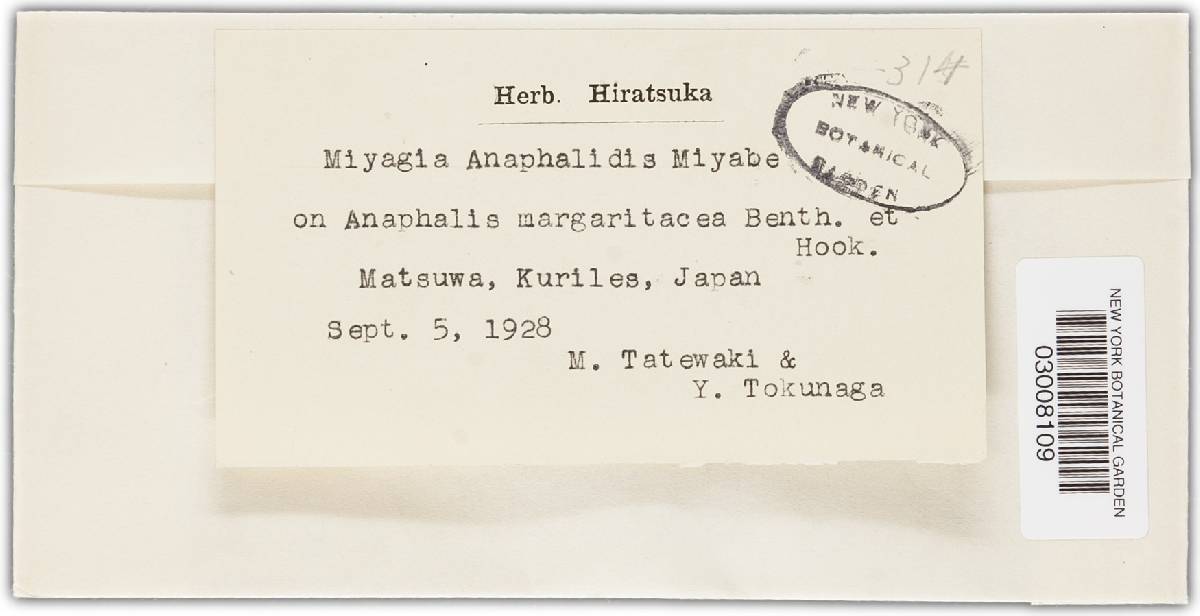 314
Herb. Hiratsuka
NEW YORK
BOTANICAL
GARDEN
Miyagia Anaphalidis Miyabe
on Anaphalis margaritacea Benth. et
Hook.
Matsuwa, Kuriles, Japan
Sept. 5, 1928
M. Tatewaki &
Y. Tokunaga
NEW YORK BOTANICAL GARDEN
03008109